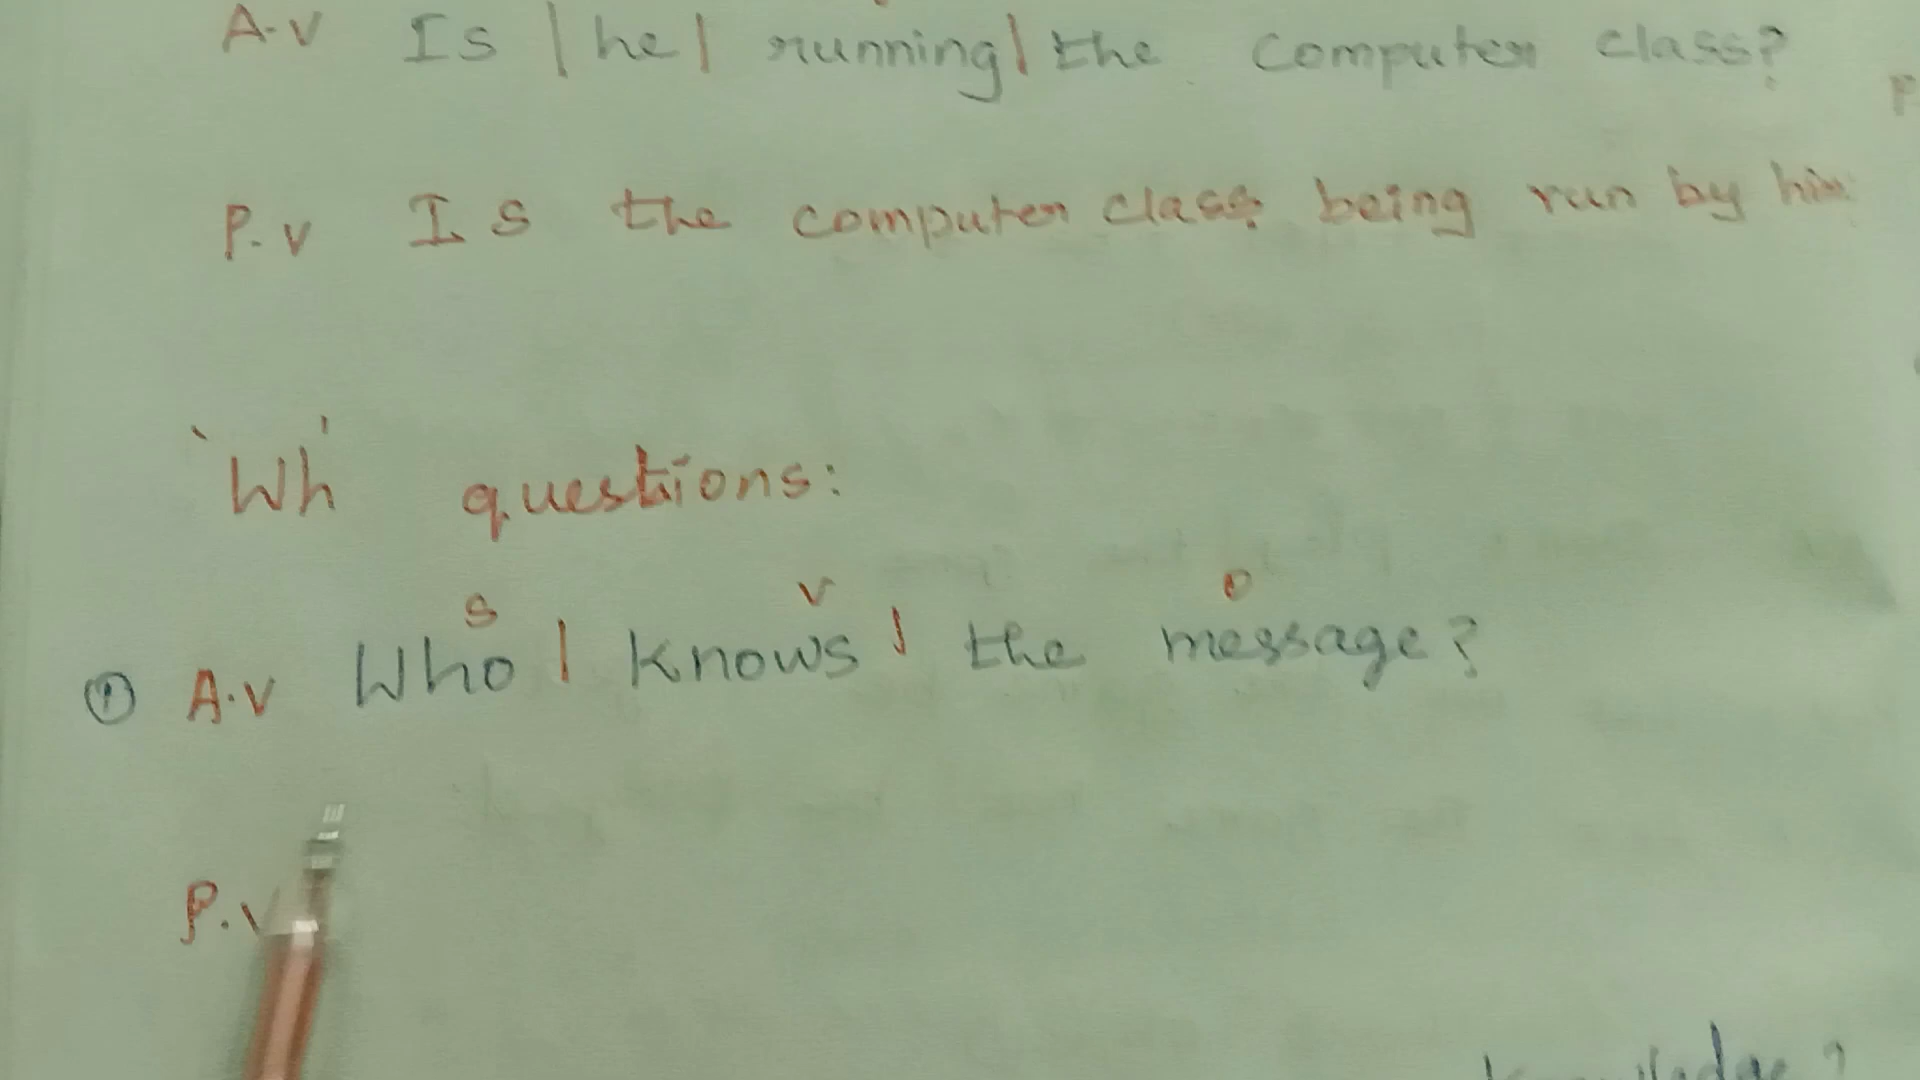 A.V Is | he | running | the computer class?
P.V Is the computer class being run by him
'Wh' questions:
S V O
① A.V Who | knows | the message?
P.V